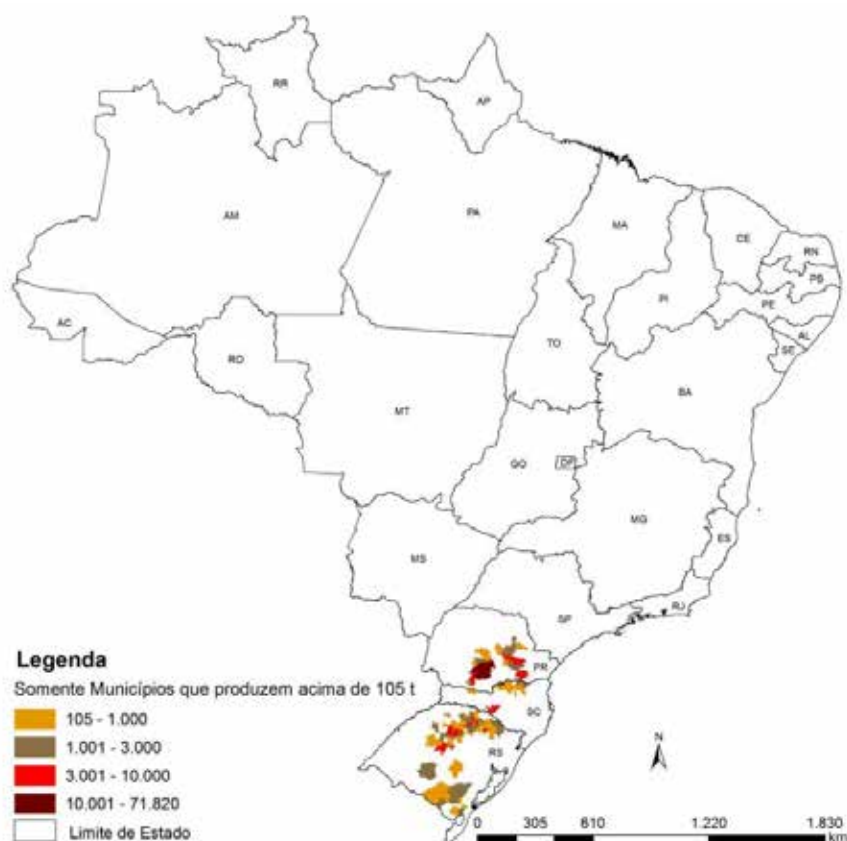 RR
AP
AM
PA
MA
CE
RN
PB
PI
PE
AC
AL
TO
SE
RO
BA
MT
GO
DF
MG
ES
MS
SP
RJ
PR
SC
RS
Legenda
Somente Municípios que produzem acima de 105 t
105 - 1.000
1.001 - 3.000
3.001 - 10.000
10.001 - 71.820
Limite de Estado
N
0 305 610 1.220 1.830
km